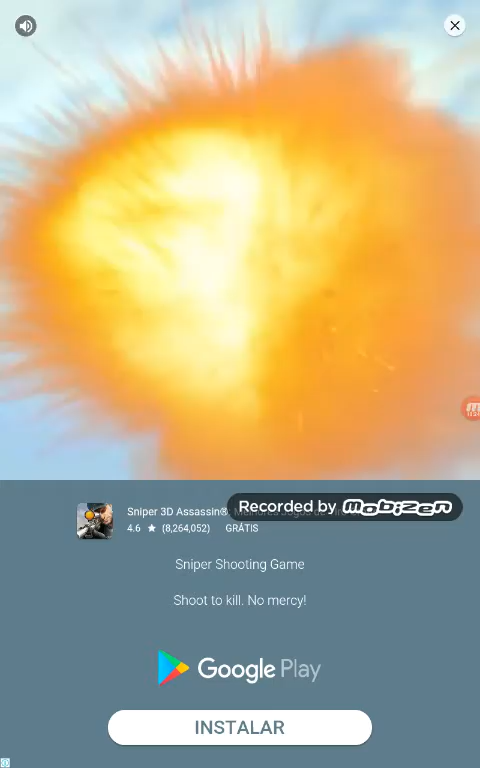 Sniper 3D Assassin®:
Recorded by MOBIZEN
4.6 ★ (8,264,052) GRÁTIS
Sniper Shooting Game
Shoot to kill. No mercy!
Google Play
INSTALAR